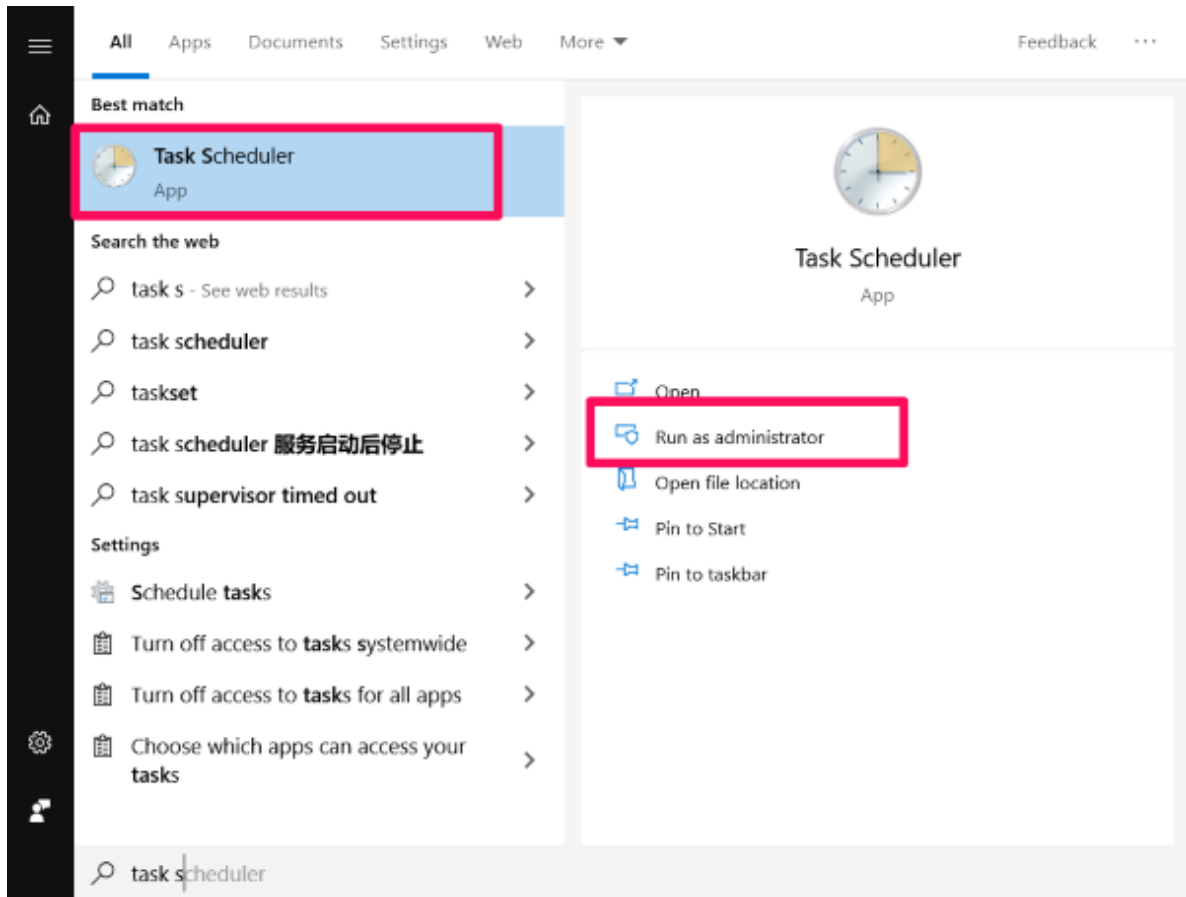 All Apps Documents Settings Web More Feedback ...
Best match
Task Scheduler
App
Search the web
task s - See web results
task scheduler
taskset
task scheduler 服务启动后停止
task supervisor timed out
Settings
Schedule tasks
Turn off access to tasks systemwide
Turn off access to tasks for all apps
Choose which apps can access your
tasks
task scheduler
Task Scheduler
App
Open
Run as administrator
Open file location
Pin to Start
Pin to taskbar